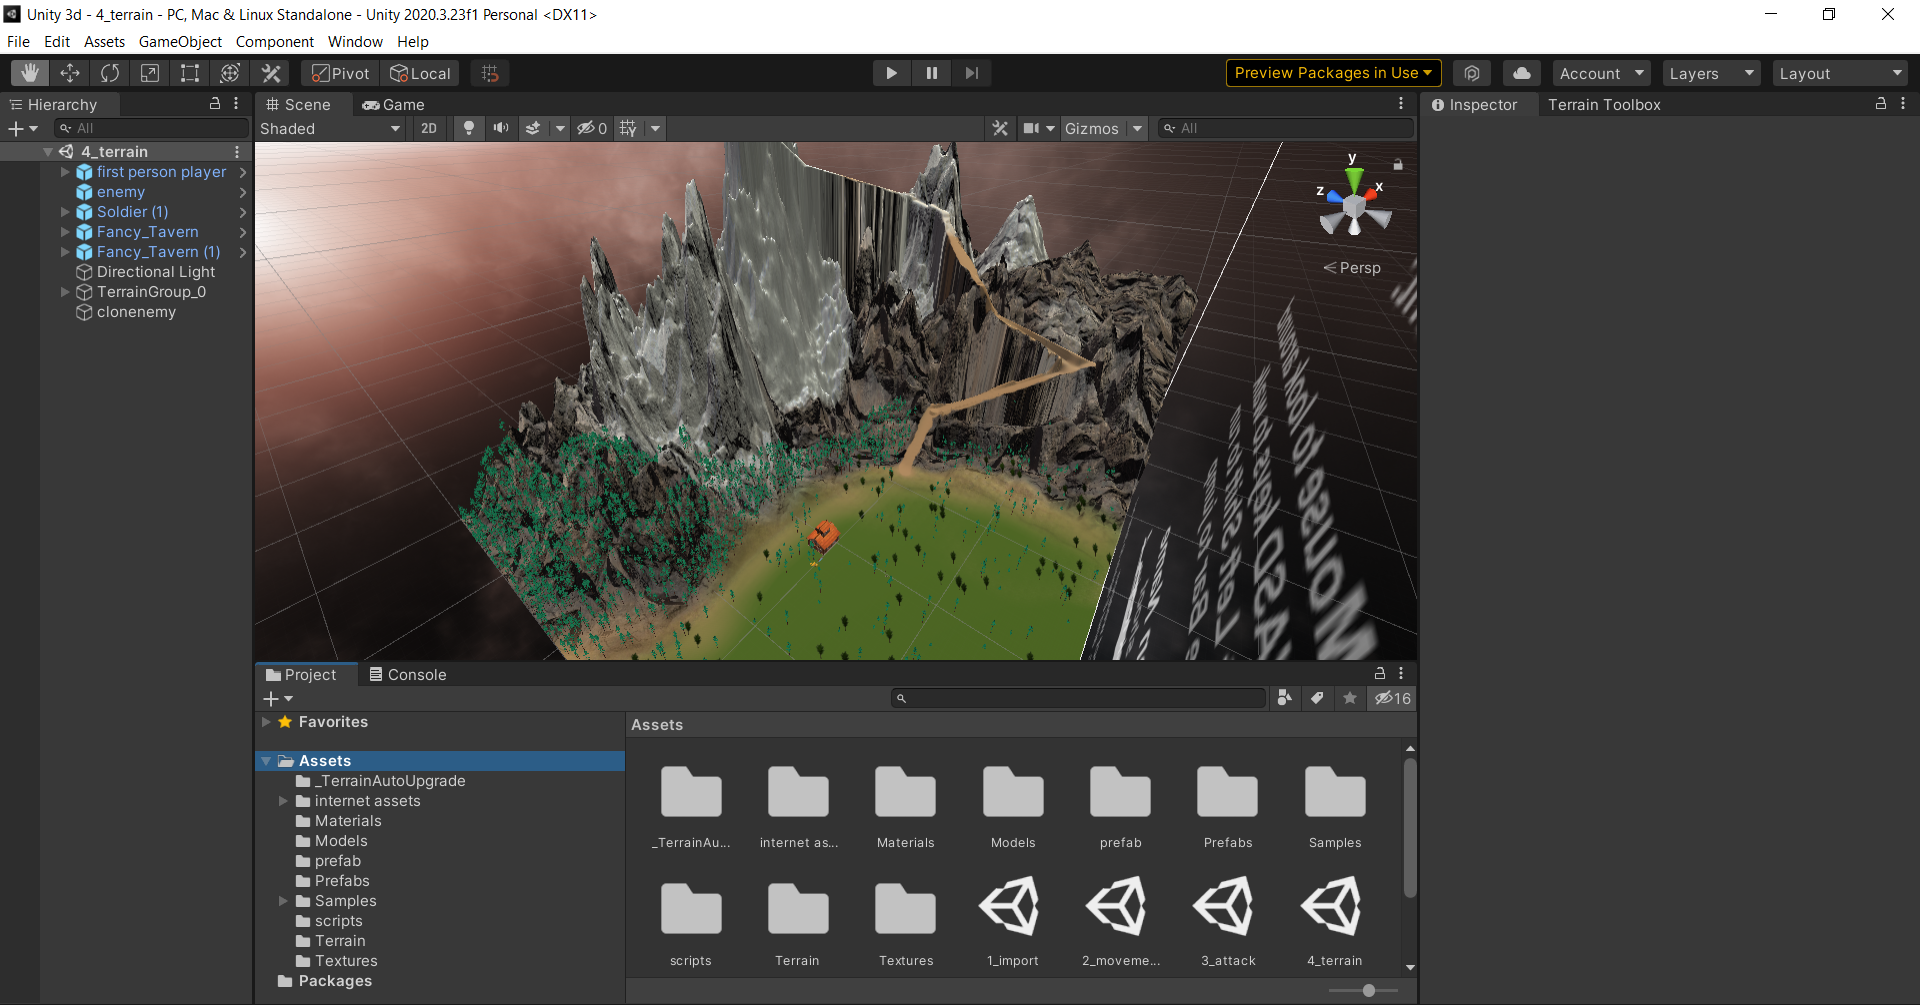 Unity 3d - 4_terrain - PC, Mac & Linux Standalone - Unity 2020.3.23f1 Personal <DX11>
File Edit Assets GameObject Component Window Help
Pivot Local Preview Packages in Use Account Layers Layout
Hierarchy Scene Game Inspector Terrain Toolbox
All Shaded 2D 0 Gizmos All
4_terrain
first person player
enemy
Soldier (1)
Fancy_Tavern
Fancy_Tavern (1)
Directional Light
TerrainGroup_0
clonenemy
y
z x
Persp
Project Console
16
Favorites
Assets
_TerrainAutoUpgrade
internet assets
Materials
Models
prefab
Prefabs
Samples
scripts
Terrain
Textures
Packages
Assets
_TerrainAu... internet as... Materials Models prefab Prefabs Samples
scripts Terrain Textures 1_import 2_moveme... 3_attack 4_terrain